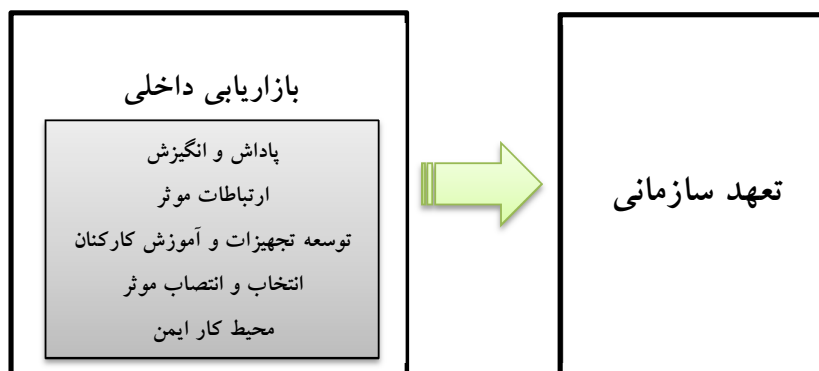 بازاریابی داخلی
پاداش و انگیزش
ارتباطات موثر
توسعه تجهیزات و آموزش کارکنان
انتخاب و انتصاب موثر
محیط کار ایمن
تعهد سازمانی